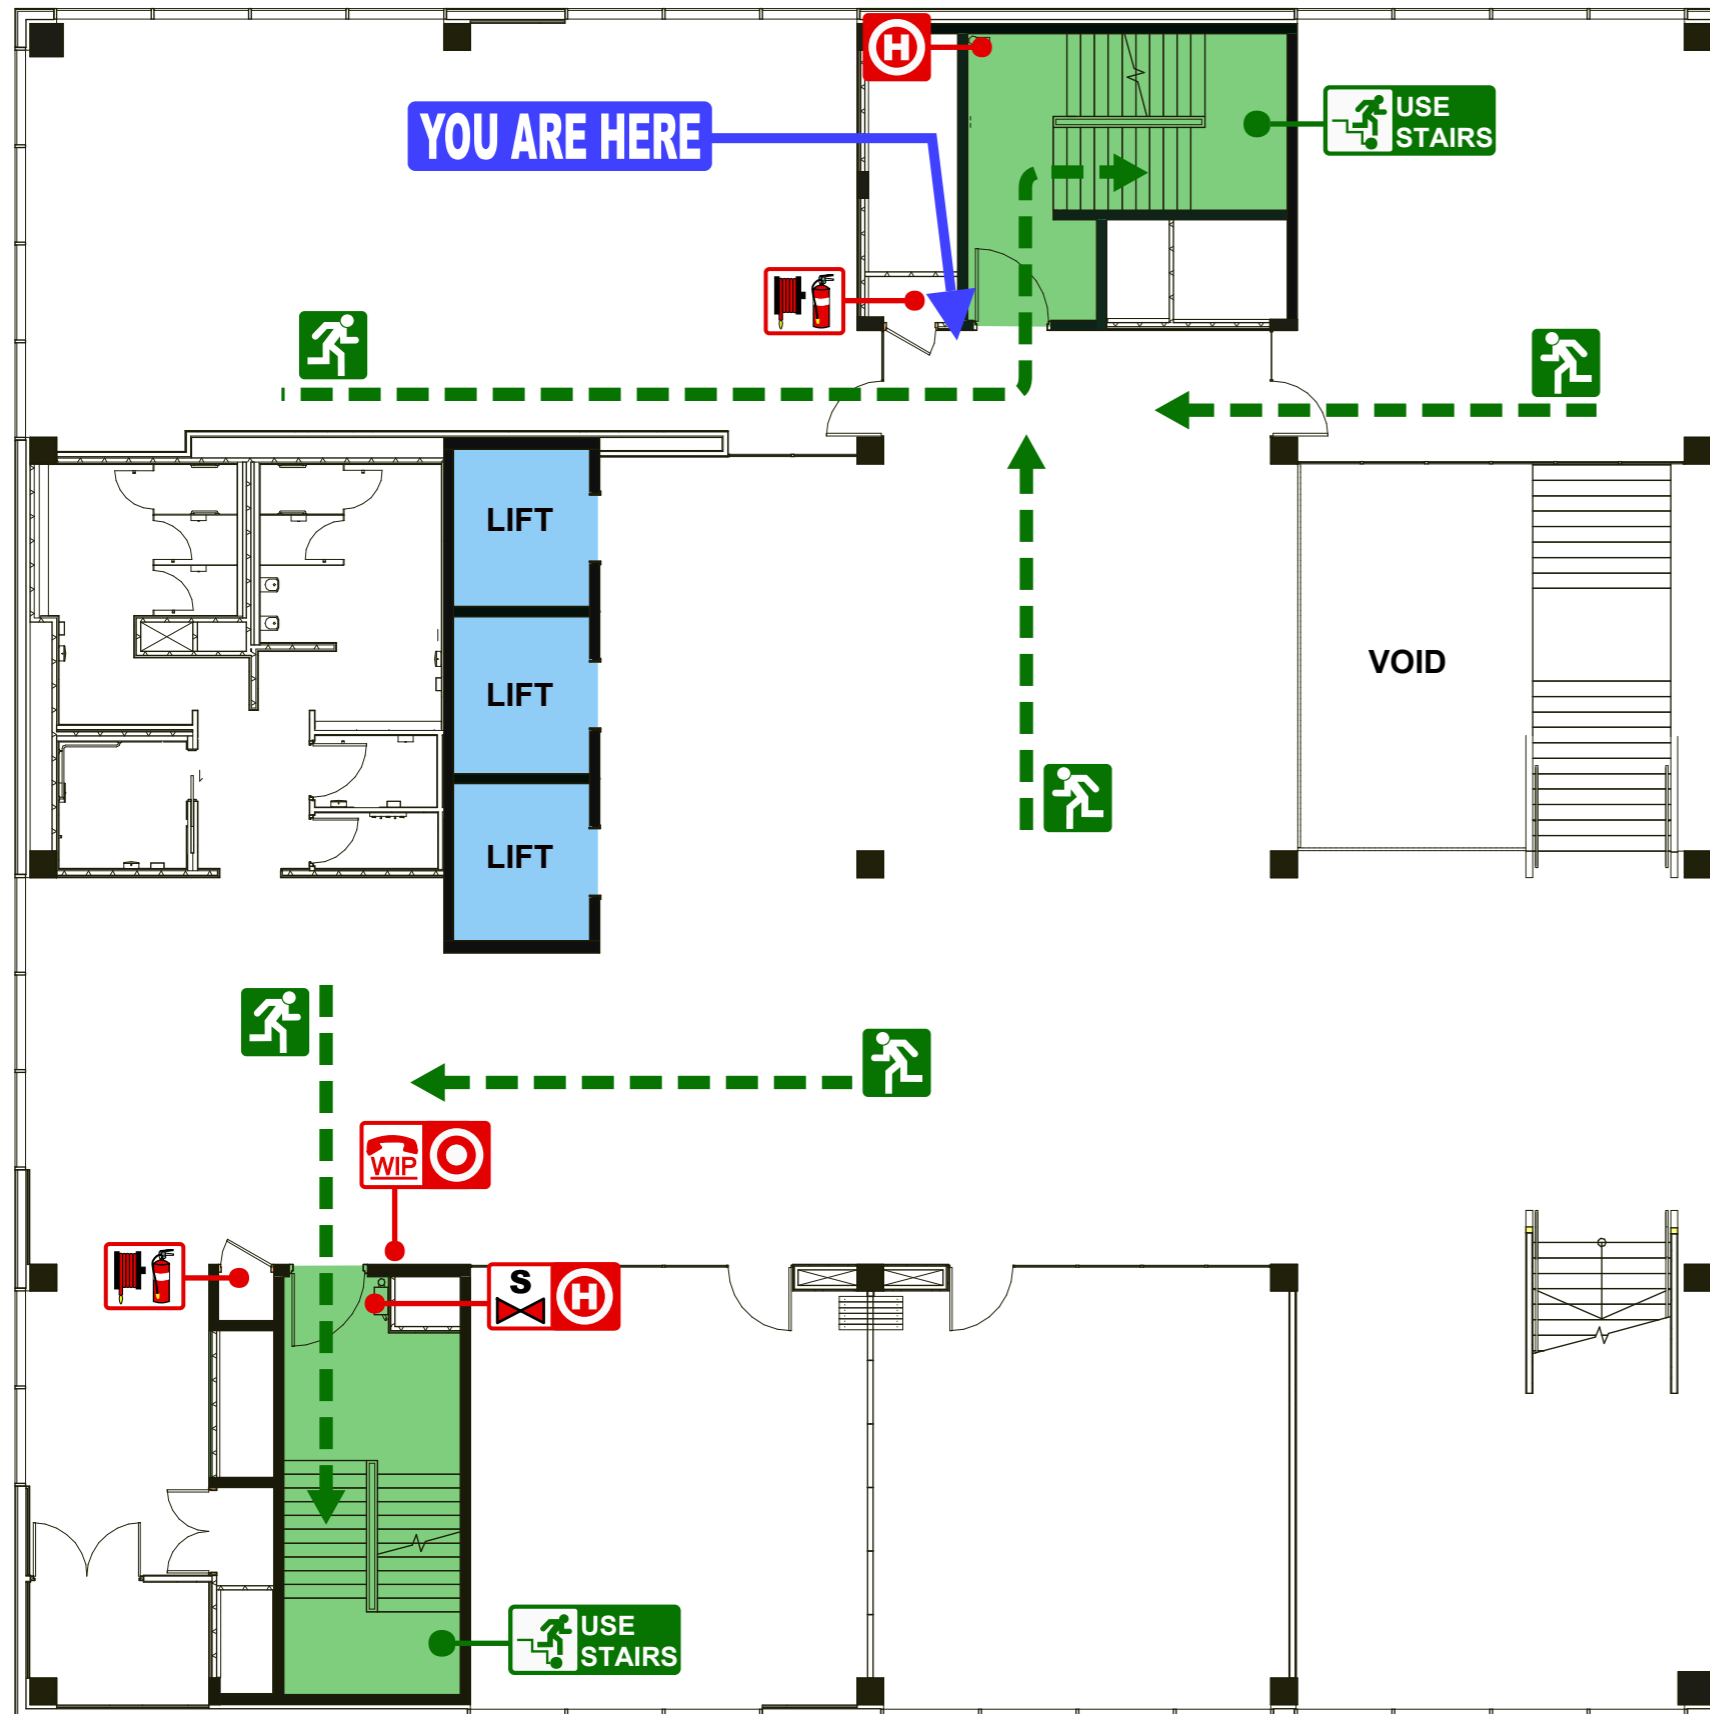 H
USE
STAIRS
YOU ARE HERE
LIFT
LIFT
VOID
LIFT
WIP
S
H
USE
STAIRS